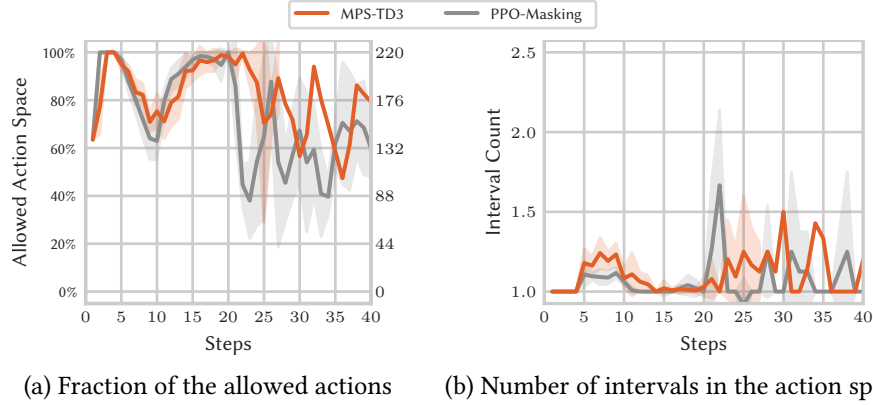 MPS-TD3 PPO-Masking
100% 220 2.5
80% 176
2.0
60% 132
Allowed Action Space
Interval Count
40% 88 1.5
20% 44
0% 0 1.0
0 5 10 15 20 25 30 35 40 0 5 10 15 20 25 30 35 40
Steps Steps
(a) Fraction of the allowed actions (b) Number of intervals in the action sp